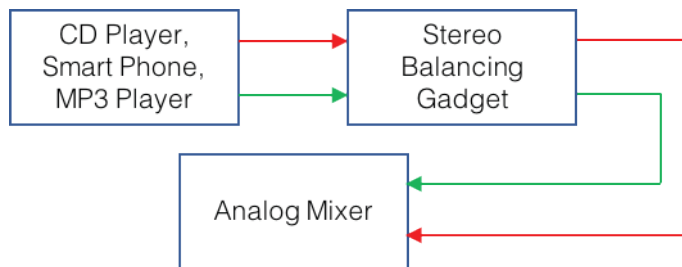 CD Player,
Smart Phone,
MP3 Player
Stereo
Balancing
Gadget
Analog Mixer